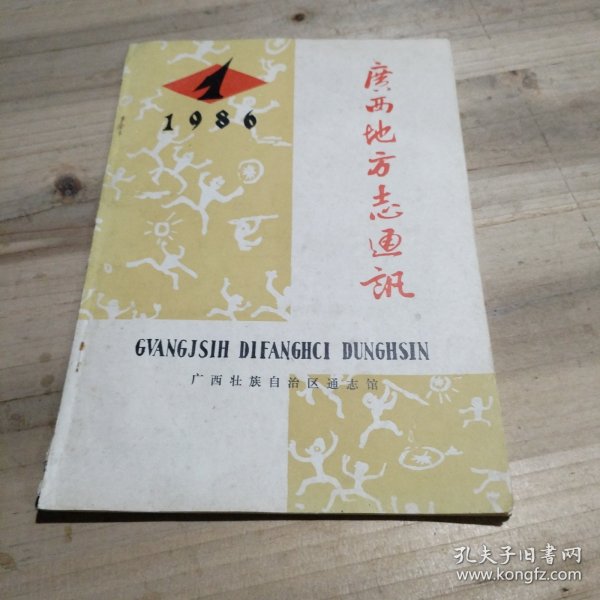 1
1986
廣西地方志通訊
GVANGJSIH DIFANGHCI DUNGHSIN
广西壮族自治区通志馆
孔夫子旧书网
www.kongfz.com